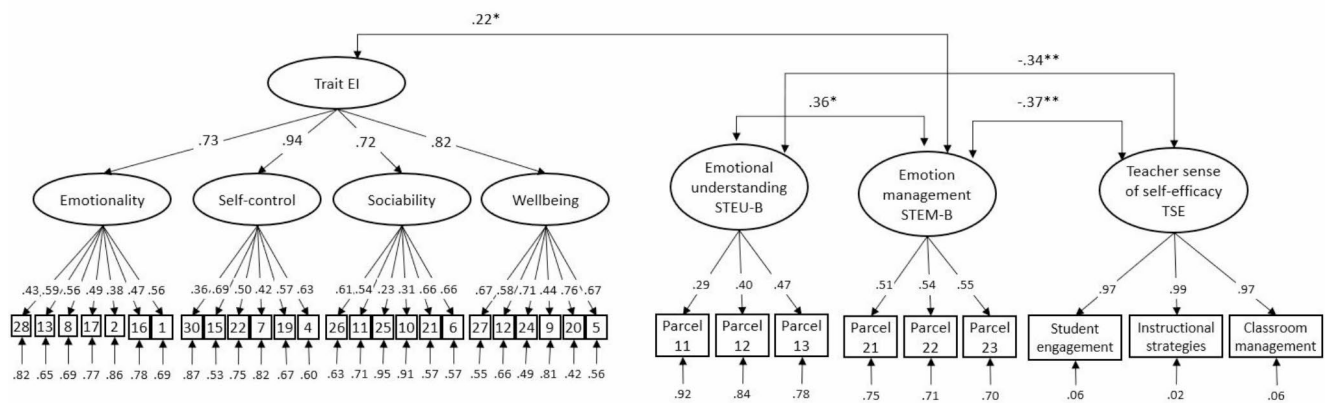 .22*
-.34**
Trait EI
.36*
-.37**
.73 .94 .72 .82
Emotional
understanding
STEU-B
Emotion
management
STEM-B
Teacher sense
of self-efficacy
TSE
Emotionality
Self-control
Sociability
Wellbeing
.43 .59 .56 .49 .38 .47 .56
.36 .69 .50 .42 .57 .63
.61 .54 .23 .31 .66 .66
.67 .58 .71 .44 .76 .67
.29 .40 .47
.51 .54 .55
.97 .99 .97
28 13 8 17 2 16 1
30 15 22 7 19 4
26 11 25 10 21 6
27 12 24 9 20 5
Parcel
11
Parcel
12
Parcel
13
Parcel
21
Parcel
22
Parcel
23
Student
engagement
Instructional
strategies
Classroom
management
.82 .65 .69 .77 .86 .78 .69
.87 .53 .75 .82 .67 .60
.63 .71 .95 .91 .57 .57
.55 .66 .49 .81 .42 .56
.92 .84 .78
.75 .71 .70
.06 .02 .06